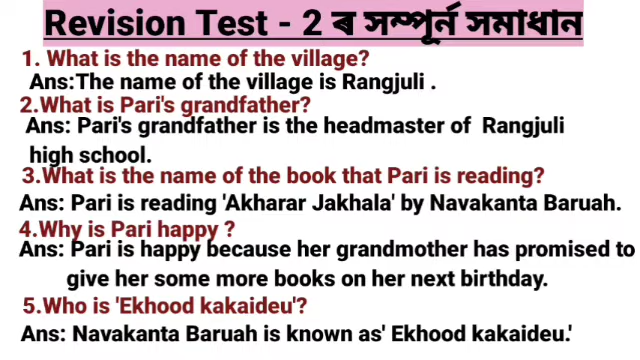 Revision Test - 2 ৰ সম্পূৰ্ন সমাধান
1. What is the name of the village?
Ans:The name of the village is Rangjuli .
2.What is Pari's grandfather?
Ans: Pari's grandfather is the headmaster of Rangjuli
high school.
3.What is the name of the book that Pari is reading?
Ans: Pari is reading 'Akharar Jakhala' by Navakanta Baruah.
4.Why is Pari happy ?
Ans: Pari is happy because her grandmother has promised to
give her some more books on her next birthday.
5.Who is 'Ekhood kakaideu'?
Ans: Navakanta Baruah is known as' Ekhood kakaideu.'